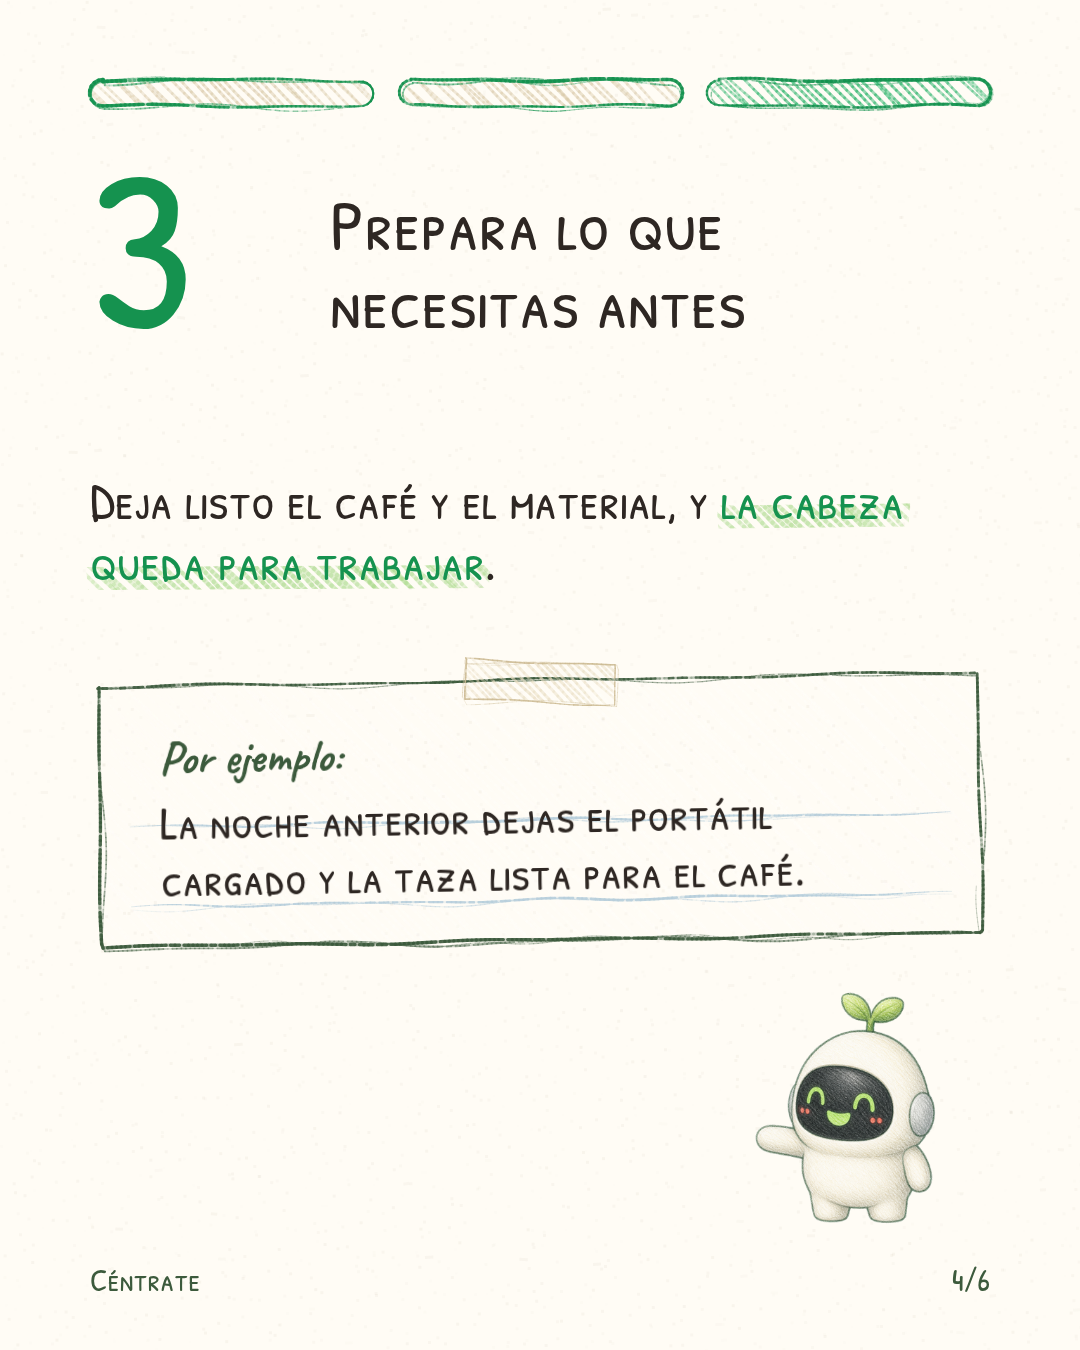 3
Prepara lo que
necesitas antes
Deja listo el café y el material, y la cabeza
queda para trabajar.
Por ejemplo:
La noche anterior dejas el portátil
cargado y la taza lista para el café.
Céntrate
4/6